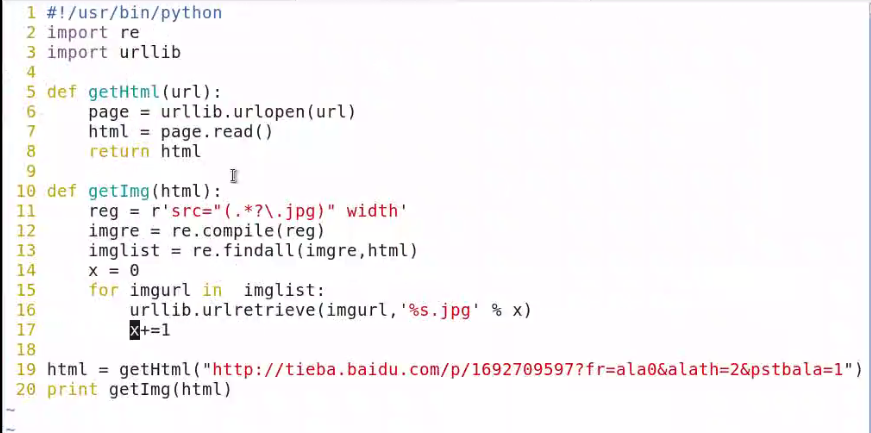 1 #!/usr/bin/python
2 import re
3 import urllib
4
5 def getHtml(url):
6     page = urllib.urlopen(url)
7     html = page.read()
8     return html
9
10 def getImg(html):
11     reg = r'src="(.*?\.jpg)" width'
12     imgre = re.compile(reg)
13     imglist = re.findall(imgre,html)
14     x = 0
15     for imgurl in  imglist:
16         urllib.urlretrieve(imgurl,'%s.jpg' % x)
17         x+=1
18
19 html = getHtml("http://tieba.baidu.com/p/1692709597?fr=ala0&alath=2&pstbala=1")
20 print getImg(html)
~
~